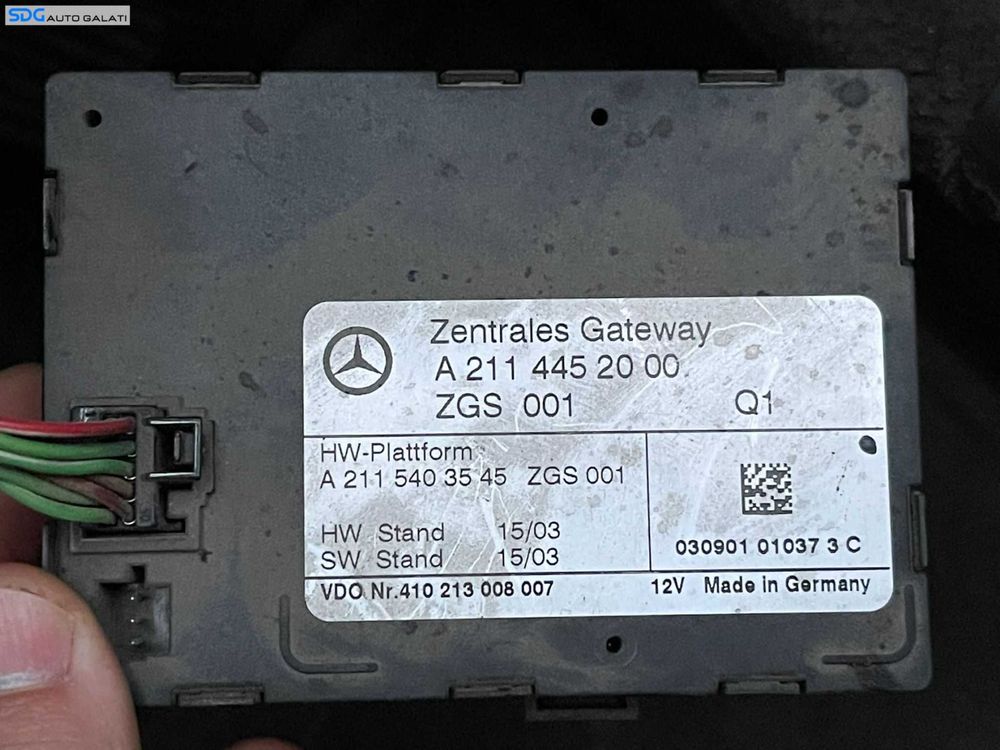 SDG AUTO GALATI
Zentrales Gateway
A 211 445 20 00
ZGS 001 Q1
HW-Plattform
A 211 540 35 45 ZGS 001
HW Stand 15/03
SW Stand 15/03
030901 01037 3 C
VDO Nr.410 213 008 007 12V Made in Germany